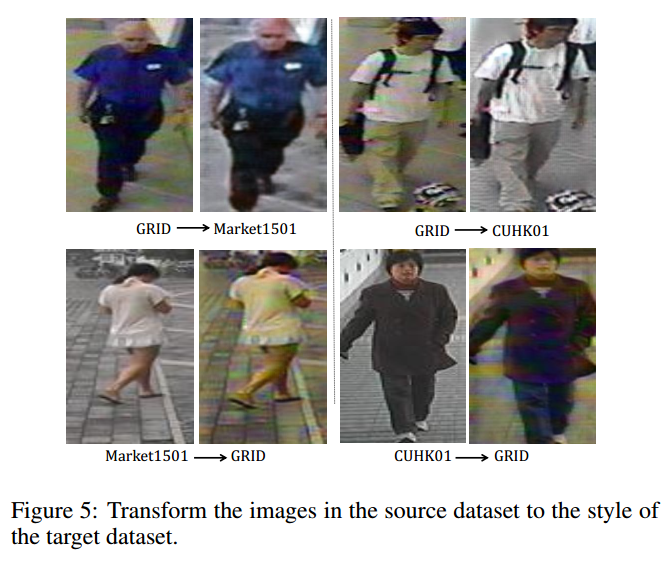 GRID → Market1501
GRID → CUHK01
Market1501 → GRID
CUHK01 → GRID
Figure 5: Transform the images in the source dataset to the style of
the target dataset.